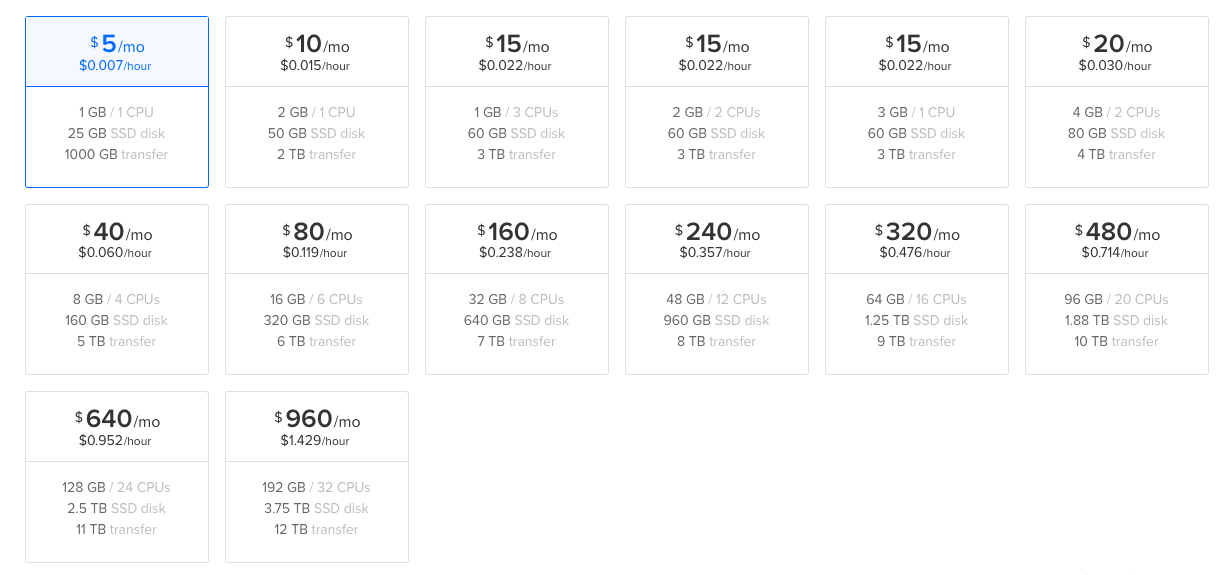 $5/mo
$0.007/hour
1 GB / 1 CPU
25 GB SSD disk
1000 GB transfer
$10/mo
$0.015/hour
2 GB / 1 CPU
50 GB SSD disk
2 TB transfer
$15/mo
$0.022/hour
1 GB / 3 CPUs
60 GB SSD disk
3 TB transfer
$15/mo
$0.022/hour
2 GB / 2 CPUs
60 GB SSD disk
3 TB transfer
$15/mo
$0.022/hour
3 GB / 1 CPU
60 GB SSD disk
3 TB transfer
$20/mo
$0.030/hour
4 GB / 2 CPUs
80 GB SSD disk
4 TB transfer
$40/mo
$0.060/hour
8 GB / 4 CPUs
160 GB SSD disk
5 TB transfer
$80/mo
$0.119/hour
16 GB / 6 CPUs
320 GB SSD disk
6 TB transfer
$160/mo
$0.238/hour
32 GB / 8 CPUs
640 GB SSD disk
7 TB transfer
$240/mo
$0.357/hour
48 GB / 12 CPUs
960 GB SSD disk
8 TB transfer
$320/mo
$0.476/hour
64 GB / 16 CPUs
1.25 TB SSD disk
9 TB transfer
$480/mo
$0.714/hour
96 GB / 20 CPUs
1.88 TB SSD disk
10 TB transfer
$640/mo
$0.952/hour
128 GB / 24 CPUs
2.5 TB SSD disk
11 TB transfer
$960/mo
$1.429/hour
192 GB / 32 CPUs
3.75 TB SSD disk
12 TB transfer